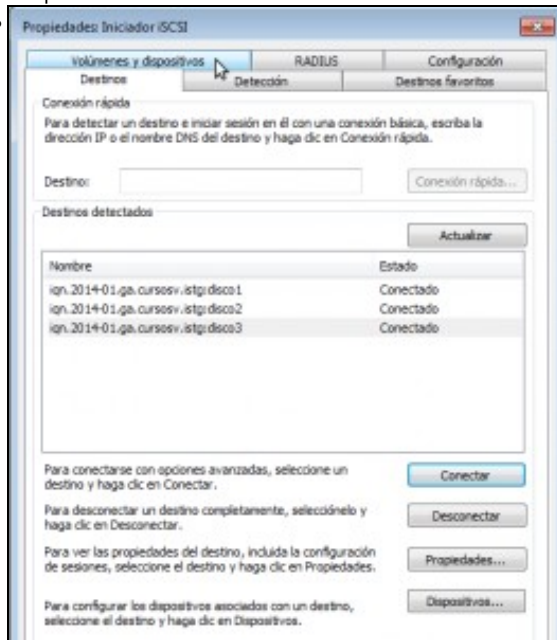 Propiedades: Iniciador iSCSI
Volúmenes y dispositivos RADIUS Configuración
Destinos Detección Destinos favoritos
Conexión rápida
Para detectar un destino e iniciar sesión en él con una conexión básica, escriba la
dirección IP o el nombre DNS del destino y haga clic en Conexión rápida.
Destino: Conexión rápida...
Destinos detectados
Actualizar
Nombre Estado
iqn.2014-01.ga.cursosv.istg:disco1 Conectado
iqn.2014-01.ga.cursosv.istg:disco2 Conectado
iqn.2014-01.ga.cursosv.istg:disco3 Conectado
Para conectarse con opciones avanzadas, seleccione un
destino y haga clic en Conectar.
Conectar
Para desconectar un destino completamente, selecciónelo y
haga clic en Desconectar.
Desconectar
Para ver las propiedades del destino, incluida la configuración
de sesiones, seleccione el destino y haga clic en Propiedades.
Propiedades...
Para configurar los dispositivos asociados con un destino,
seleccione el destino y haga clic en Dispositivos.
Dispositivos...